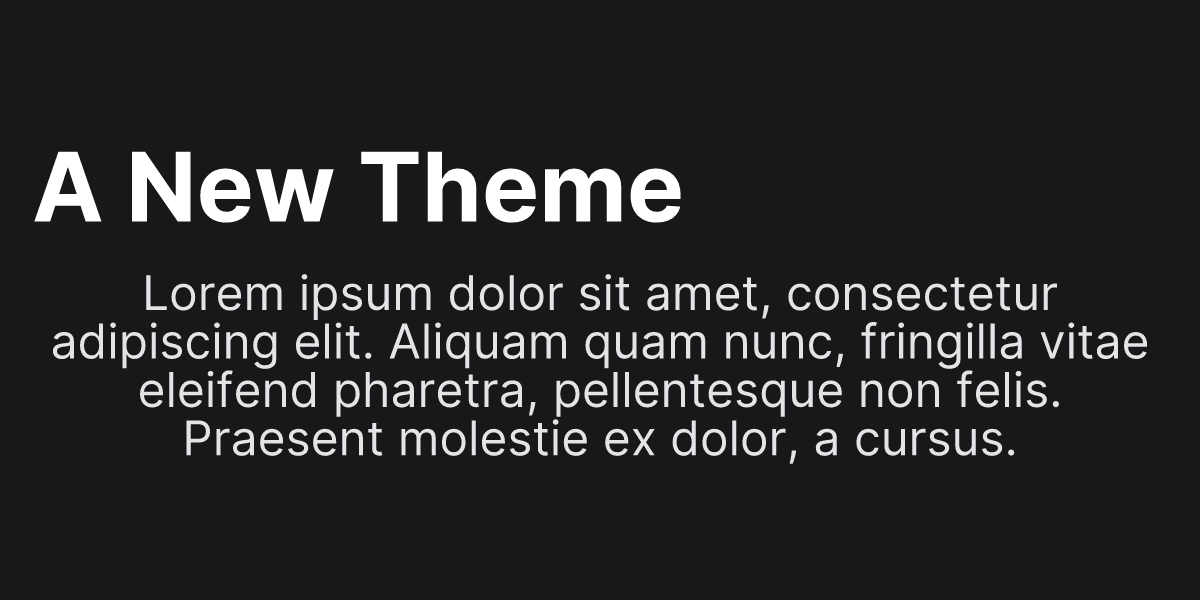 A New Theme
Lorem ipsum dolor sit amet, consectetur
adipiscing elit. Aliquam quam nunc, fringilla vitae
eleifend pharetra, pellentesque non felis.
Praesent molestie ex dolor, a cursus.